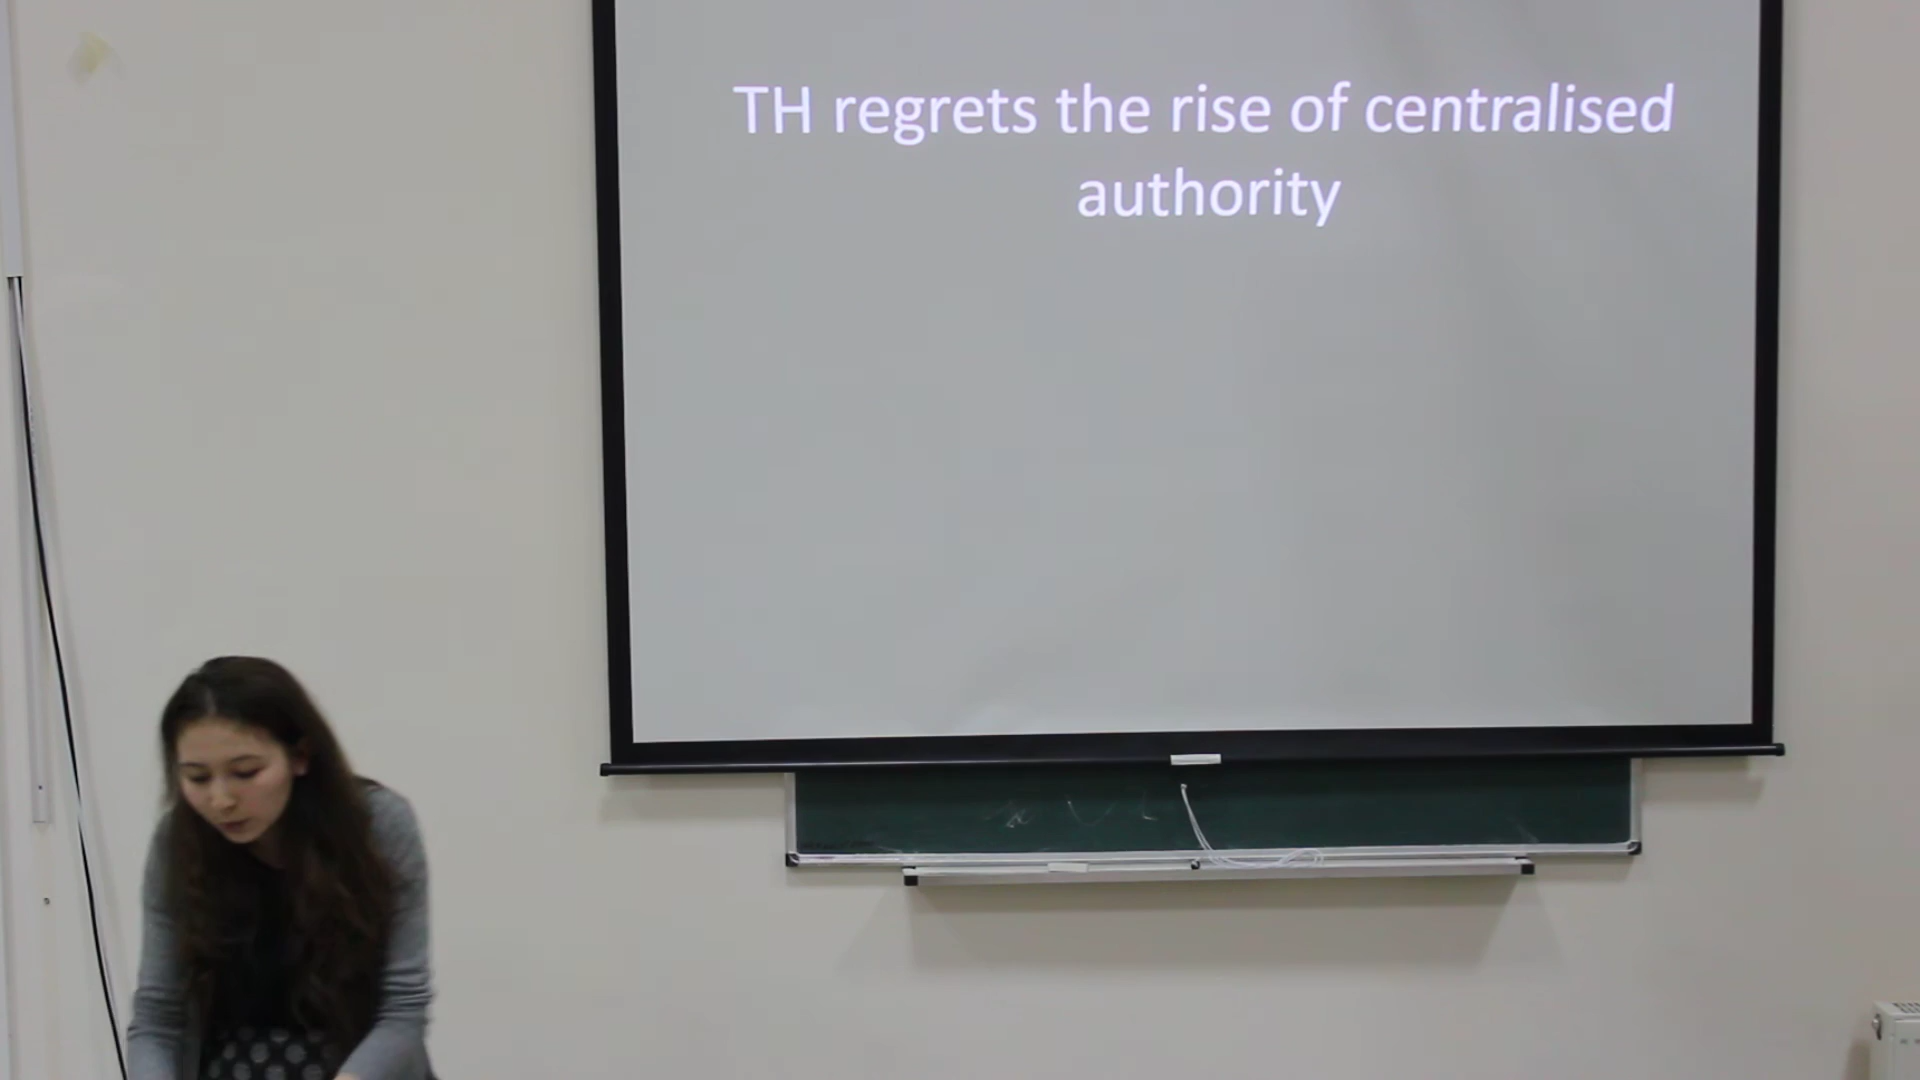 TH regrets the rise of centralised
authority